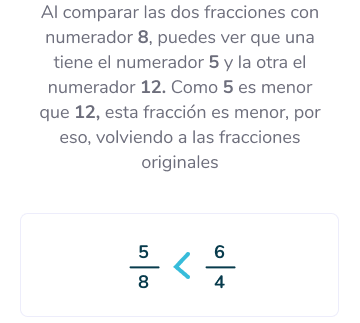 Al comparar las dos fracciones con
numerador 8, puedes ver que una
tiene el numerador 5 y la otra el
numerador 12. Como 5 es menor
que 12, esta fracción es menor, por
eso, volviendo a las fracciones
originales
5/8 < 6/4